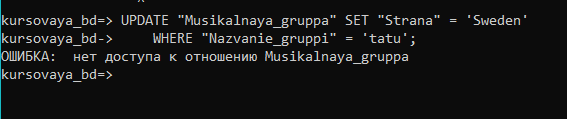 kursovaya_bd=> UPDATE "Musikalnaya_gruppa" SET "Strana" = 'Sweden'
kursovaya_bd-> WHERE "Nazvanie_gruppi" = 'tatu';
ОШИБКА: нет доступа к отношению Musikalnaya_gruppa
kursovaya_bd=>